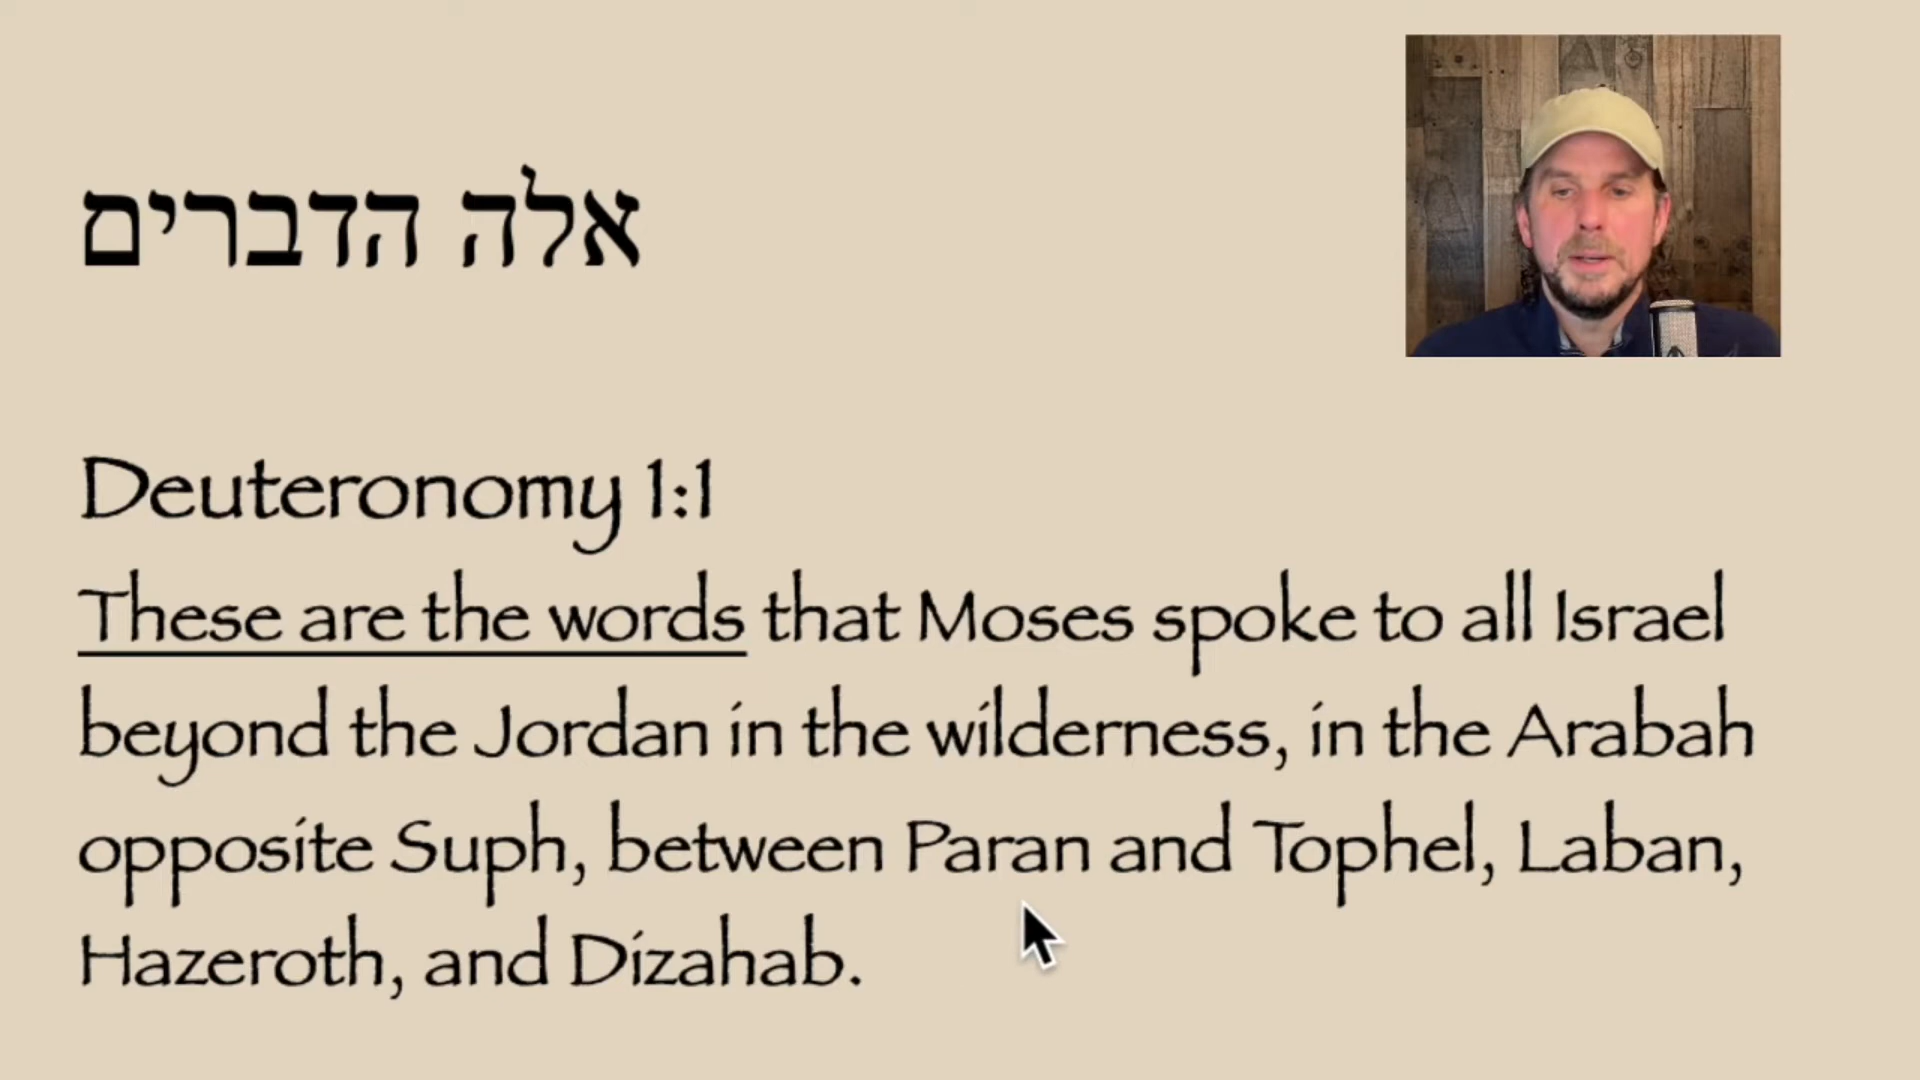 אלה הדברים
Deuteronomy 1:1
These are the words that Moses spoke to all Israel
beyond the Jordan in the wilderness, in the Arabah
opposite Suph, between Paran and Tophel, Laban,
Hazeroth, and Dizahab.